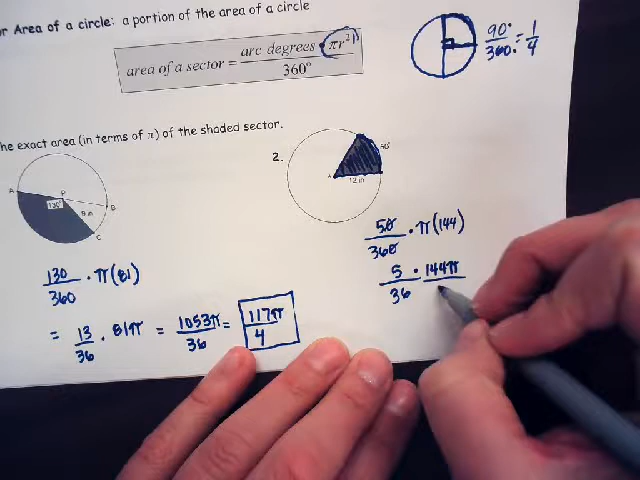 or Area of a circle: a portion of the area of a circle
area of a sector = arc degrees/360° • πr²
90°/360° = 1/4
he exact area (in terms of π) of the shaded sector.
2.
A
P
130°
9 in
B
C
12 in
130/360 · π(81)
= 13/36 · 81π = 1053π/36 = 117π/4
50/360 · π(144)
5/36 · 144π